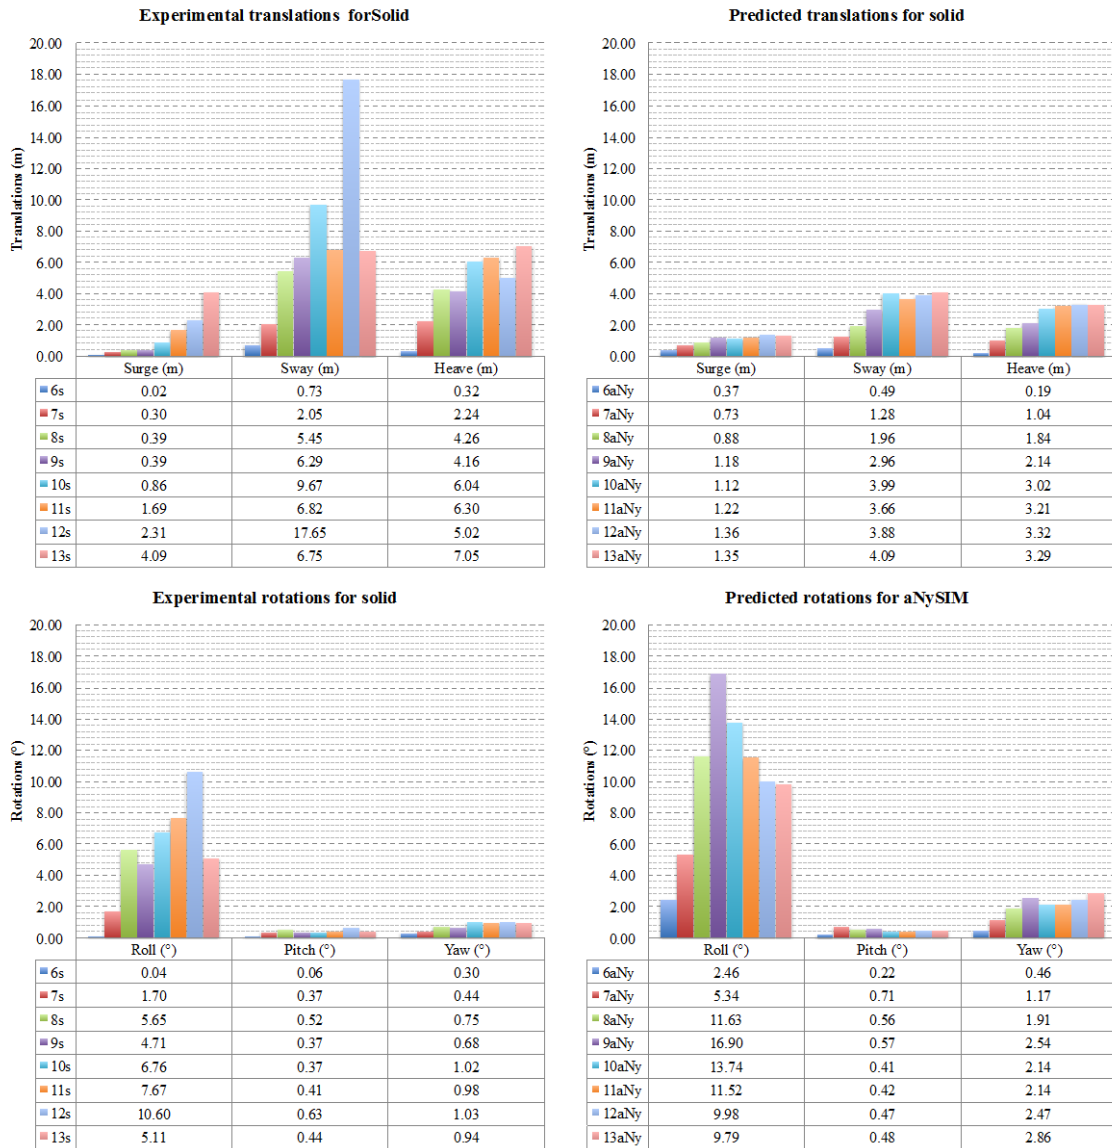 Experimental translations forSolid
Translations (m)
20.00
18.00
16.00
14.00
12.00
10.00
8.00
6.00
4.00
2.00
0.00
Surge (m) Sway (m) Heave (m)
6s 0.02 0.73 0.32
7s 0.30 2.05 2.24
8s 0.39 5.45 4.26
9s 0.39 6.29 4.16
10s 0.86 9.67 6.04
11s 1.69 6.82 6.30
12s 2.31 17.65 5.02
13s 4.09 6.75 7.05
Predicted translations for solid
Translations (m)
20.00
18.00
16.00
14.00
12.00
10.00
8.00
6.00
4.00
2.00
0.00
Surge (m) Sway (m) Heave (m)
6aNy 0.37 0.49 0.19
7aNy 0.73 1.28 1.04
8aNy 0.88 1.96 1.84
9aNy 1.18 2.96 2.14
10aNy 1.12 3.99 3.02
11aNy 1.22 3.66 3.21
12aNy 1.36 3.88 3.32
13aNy 1.35 4.09 3.29
Experimental rotations for solid
Rotations (°)
20.00
18.00
16.00
14.00
12.00
10.00
8.00
6.00
4.00
2.00
0.00
Roll (°) Pitch (°) Yaw (°)
6s 0.04 0.06 0.30
7s 1.70 0.37 0.44
8s 5.65 0.52 0.75
9s 4.71 0.37 0.68
10s 6.76 0.37 1.02
11s 7.67 0.41 0.98
12s 10.60 0.63 1.03
13s 5.11 0.44 0.94
Predicted rotations for aNySIM
Rotations (°)
20.00
18.00
16.00
14.00
12.00
10.00
8.00
6.00
4.00
2.00
0.00
Roll (°) Pitch (°) Yaw (°)
6aNy 2.46 0.22 0.46
7aNy 5.34 0.71 1.17
8aNy 11.63 0.56 1.91
9aNy 16.90 0.57 2.54
10aNy 13.74 0.41 2.14
11aNy 11.52 0.42 2.14
12aNy 9.98 0.47 2.47
13aNy 9.79 0.48 2.86